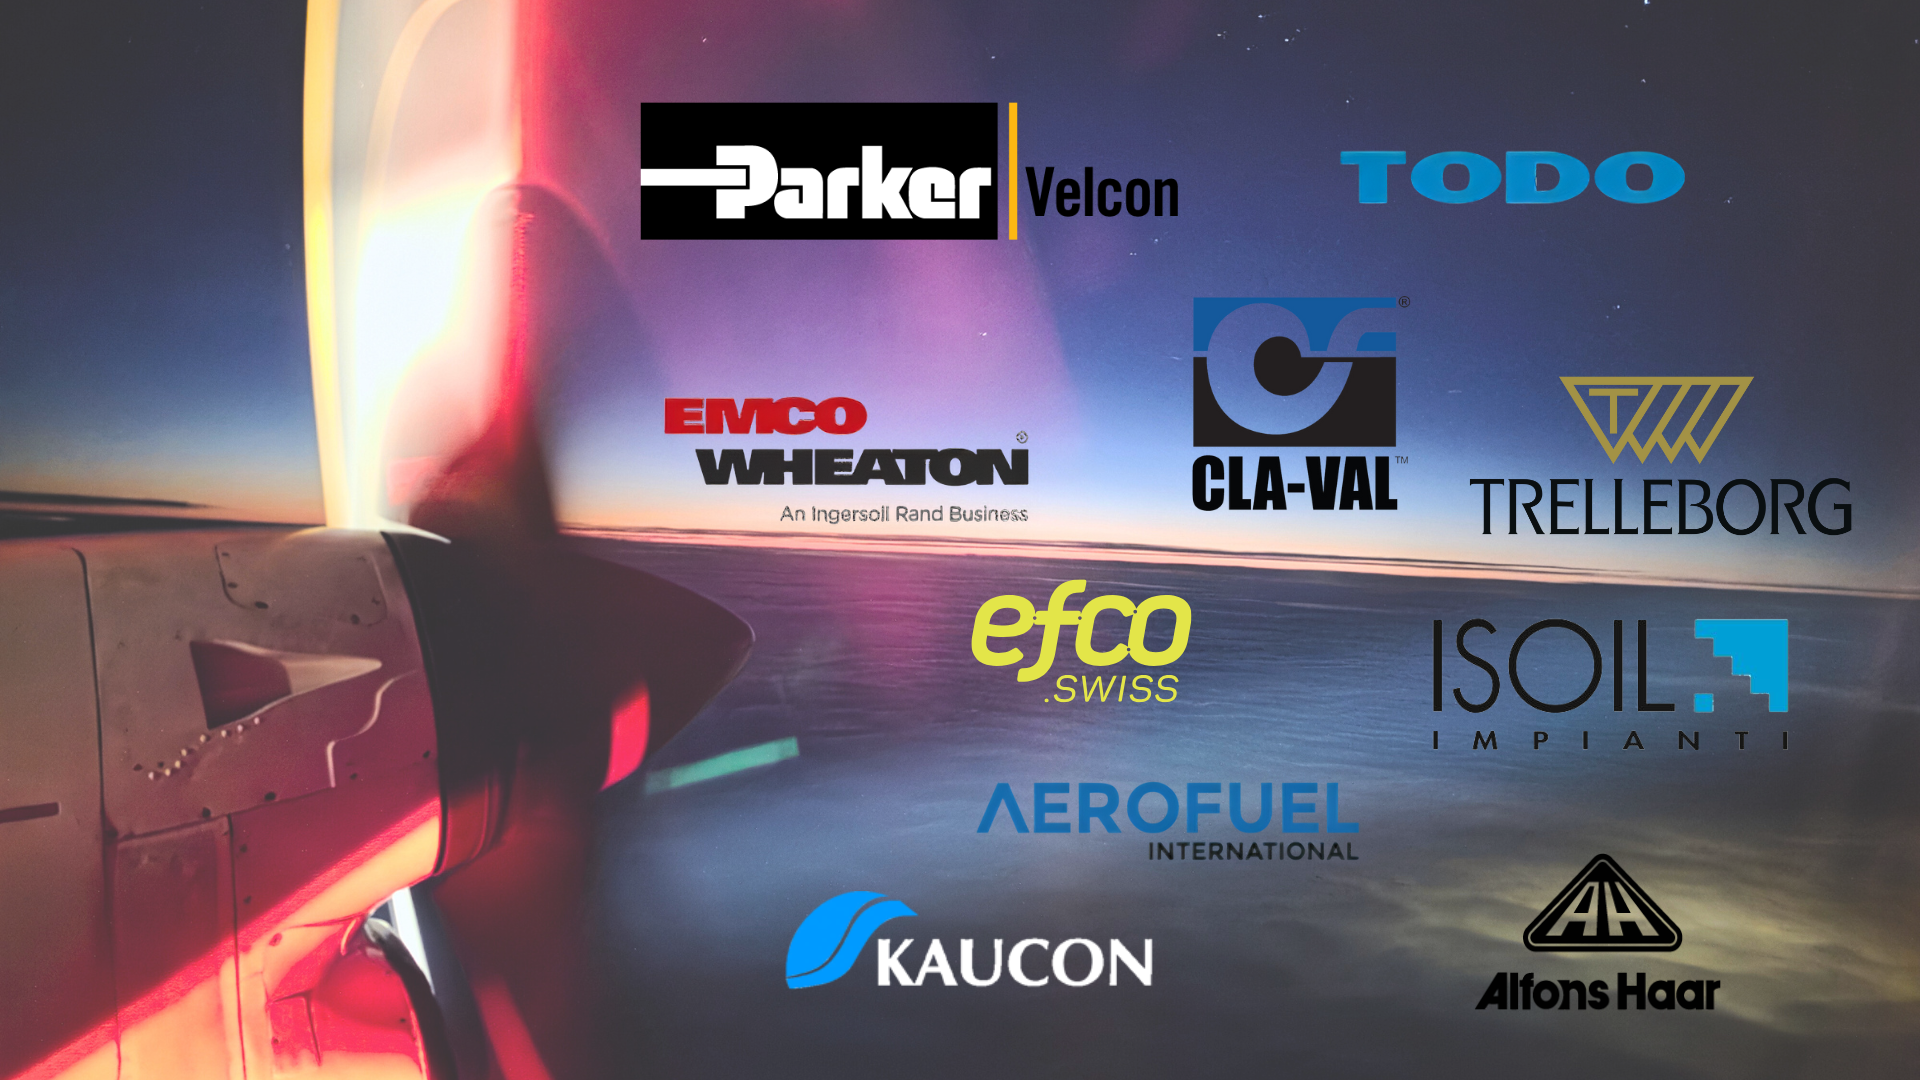 Parker Velcon
TODO
®
CLA-VAL™
EMCO
WHEATON®
An Ingersoll Rand Business
T
TRELLEBORG
efco
.SWISS
ISOIL
IMPIANTI
AEROFUEL
INTERNATIONAL
KAUCON
AH
Alfons Haar